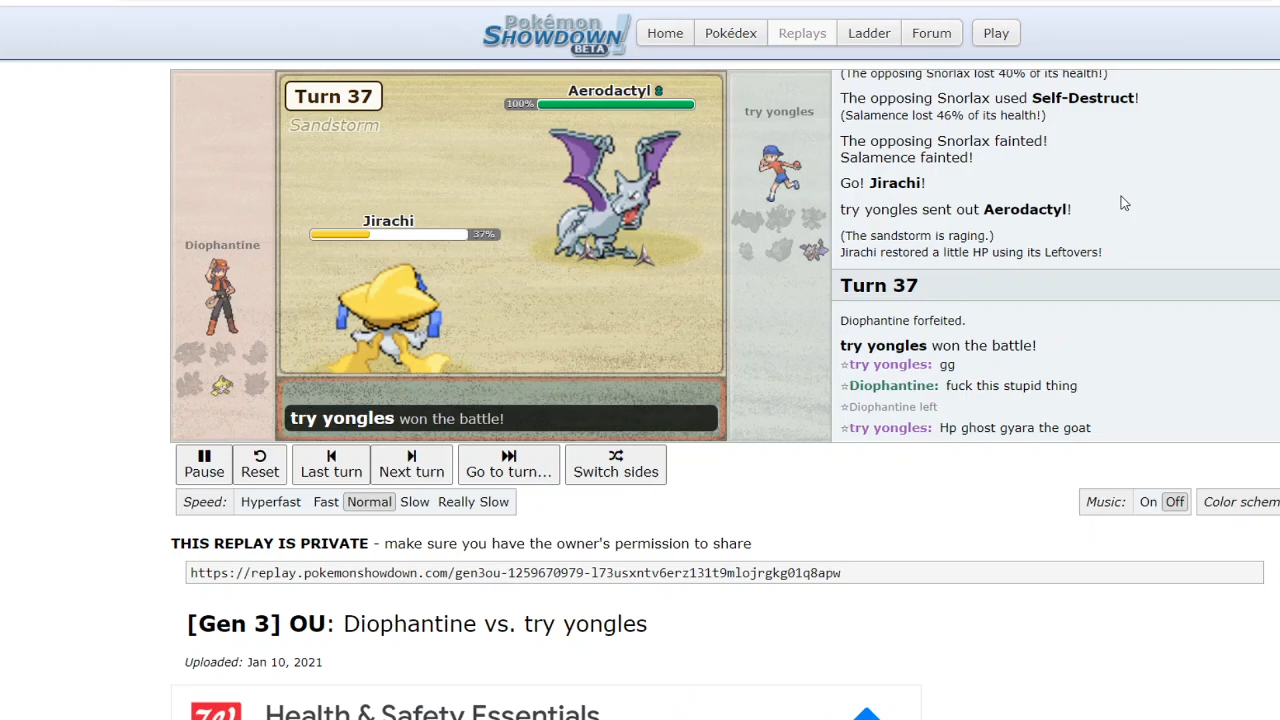 Pokémon
SHOWDOWN!
BETA
Home
Pokédex
Replays
Ladder
Forum
Play
Turn 37
Sandstorm
Aerodactyl
100%
Jirachi
37%
Diophantine
try yongles
try yongles won the battle!
(The opposing Snorlax lost 40% of its health!)
The opposing Snorlax used Self-Destruct!
(Salamence lost 46% of its health!)
The opposing Snorlax fainted!
Salamence fainted!
Go! Jirachi!
try yongles sent out Aerodactyl!
(The sandstorm is raging.)
Jirachi restored a little HP using its Leftovers!
Turn 37
Diophantine forfeited.
try yongles won the battle!
☆try yongles: gg
☆Diophantine: fuck this stupid thing
☆Diophantine left
☆try yongles: Hp ghost gyara the goat
Pause
Reset
Last turn
Next turn
Go to turn...
Switch sides
Speed: Hyperfast Fast Normal Slow Really Slow
Music: On Off
Color schem
THIS REPLAY IS PRIVATE - make sure you have the owner's permission to share
https://replay.pokemonshowdown.com/gen3ou-1259670979-l73usxntv6erz131t9mlojrgkg01q8apw
[Gen 3] OU: Diophantine vs. try yongles
Uploaded: Jan 10, 2021
Health & Safety Essentials